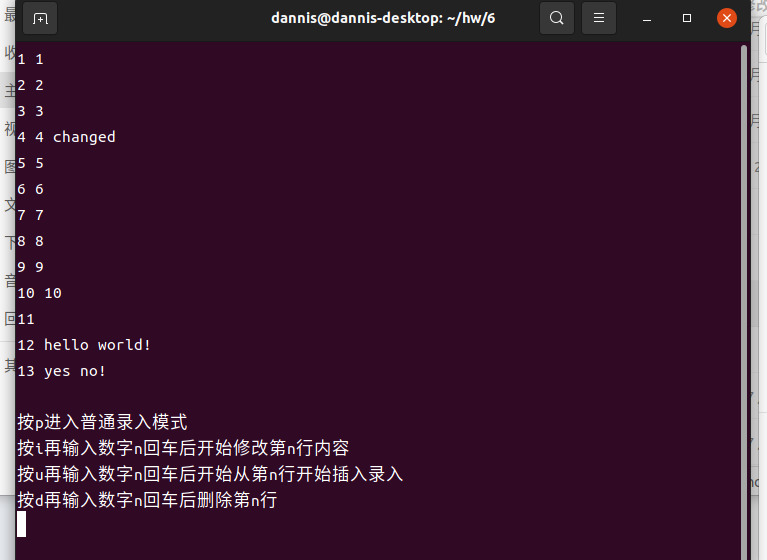 dannis@dannis-desktop: ~/hw/6
1 1
2 2
3 3
4 4 changed
5 5
6 6
7 7
8 8
9 9
10 10
11
12 hello world!
13 yes no!
按p进入普通录入模式
按i再输入数字n回车后开始修改第n行内容
按u再输入数字n回车后开始从第n行开始插入录入
按d再输入数字n回车后删除第n行